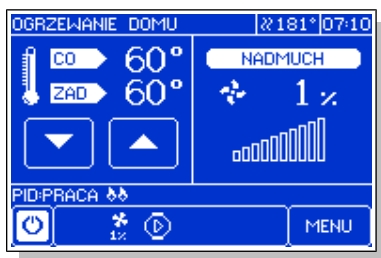 OGRZEWANIE DOMU 181° 07:10
CO 60°
ZAD 60°
NADMUCH
1 %
PID:PRACA
1%
MENU